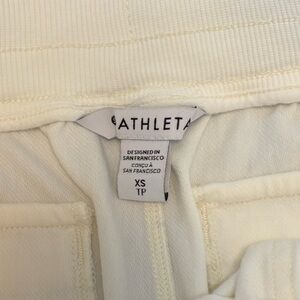 ATHLETA
DESIGNED IN
SAN FRANCISCO
CONÇU À
SAN FRANCISCO
XS
TP